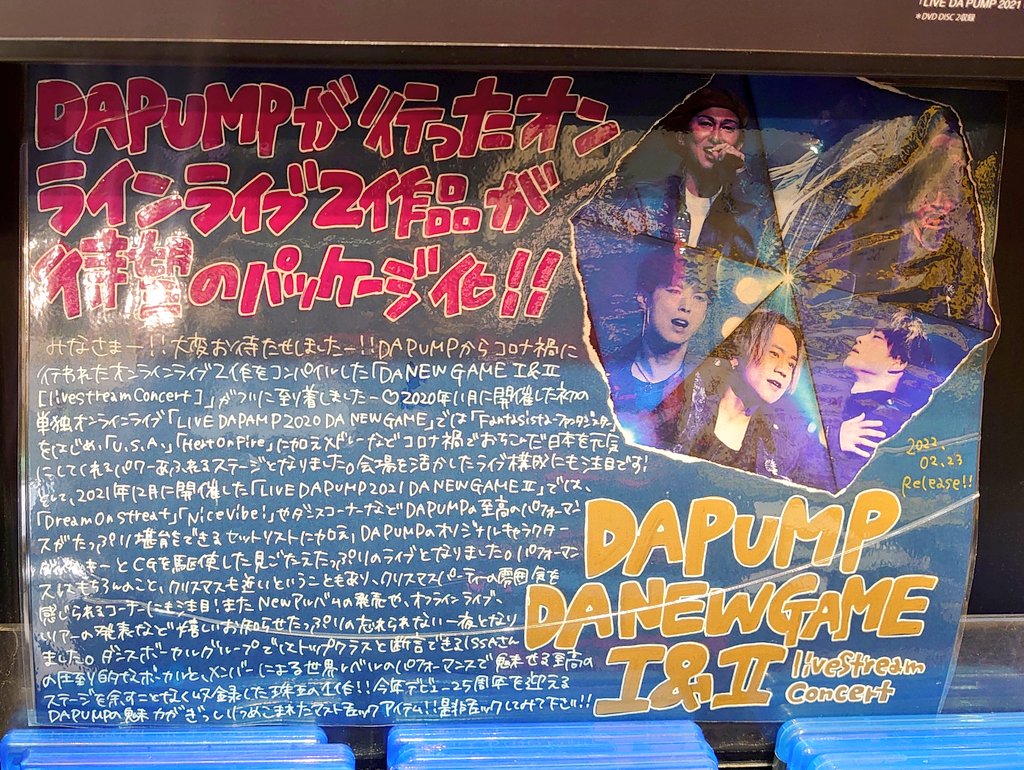 「LIVE DA PUMP 2021
＊DVD DISC 2収録
DAPUMPが行ったオン
ラインライブ2作品が
待望のパッケージ化!!
みなさまー!!大変お待たせしましたー!!DAPUMPからコロナ禍に
行われたオンラインライブ2作をコンパイルした「DA NEW GAME I&II
[livestream Concert]」がついに到着しましたー♡2020年11月に開催した初の
単独オンラインライブ「LIVE DAPAMP2020 DA NEW GAME」では「Fantasista~ファンタジスタ~」
をはじめ、「U.S.A.」「Heart on Fire」に加えメドレーなどコロナ禍でおちこんだ日本を元気
にしてくれるパワーあふれるステージとなりました。会場を活かしたライブ構成にも注目です!
そして、2021年12月に開催した「LIVE DAPUMP 2021 DA NEW GAME II」では、
「Dream On the street」「Nice Vibe!」やダンスコーナーなどDAPUMPの至高のパフォーマン
スがたっぷり堪能できるセットリストに加え、DAPUMPのオリジナルキャラクター
とCGを駆使した見ごたえたっぷりのライブとなりました。パフォーマン
スはもちろんのこと、クリスマスも近いということもあり、クリスマスパーティーの雰囲気を
感じられるコーナーにも注目!またNewアルバムの発売や、オフラインライブ、
ツアーの発表など嬉しいお知らせたっぷりの忘れられない一夜となり
ました。ダンスボーカルグループでトップクラスと断言できるISSAさん
の圧倒的なボーカルと、メンバーによる世界レベルのパフォーマンスで魅せる至高の
ステージを余すことなく収録した珠玉の2作!!今年デビュー25周年を迎える
DAPUMPの魅力がぎっしりつめこまれたマストチェックアイテム!!是非チェックしてみて下さい!!
2022.
02.23
Release!!
DAPUMP
DA NEW GAME
I&II
livestream
Concert